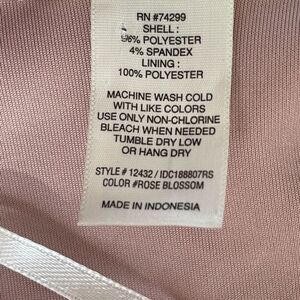 RN #74299
SHELL :
96% POLYESTER
4% SPANDEX
LINING :
100% POLYESTER
MACHINE WASH COLD
WITH LIKE COLORS
USE ONLY NON-CHLORINE
BLEACH WHEN NEEDED
TUMBLE DRY LOW
OR HANG DRY
STYLE # 12432 / IDC188807RS
COLOR #ROSE BLOSSOM
MADE IN INDONESIA